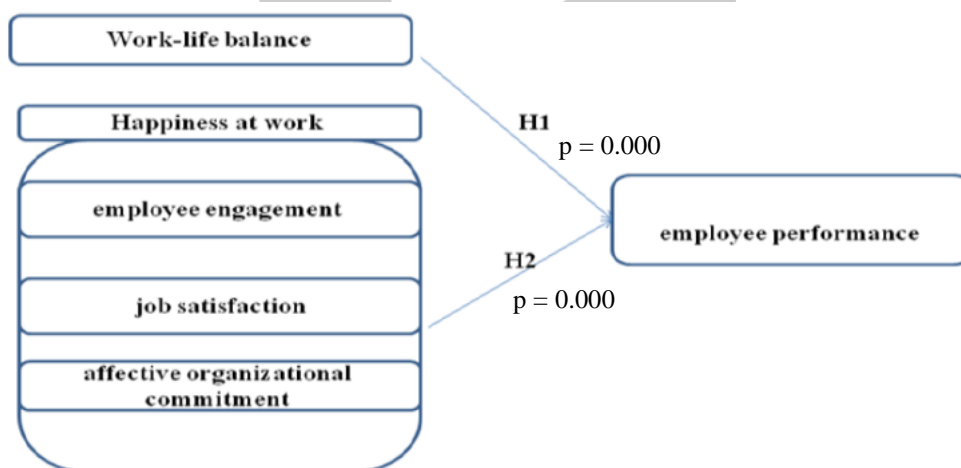 Work-life balance
Happiness at work
H1
p = 0.000
employee engagement
employee performance
H2
p = 0.000
job satisfaction
affective organizational
commitment